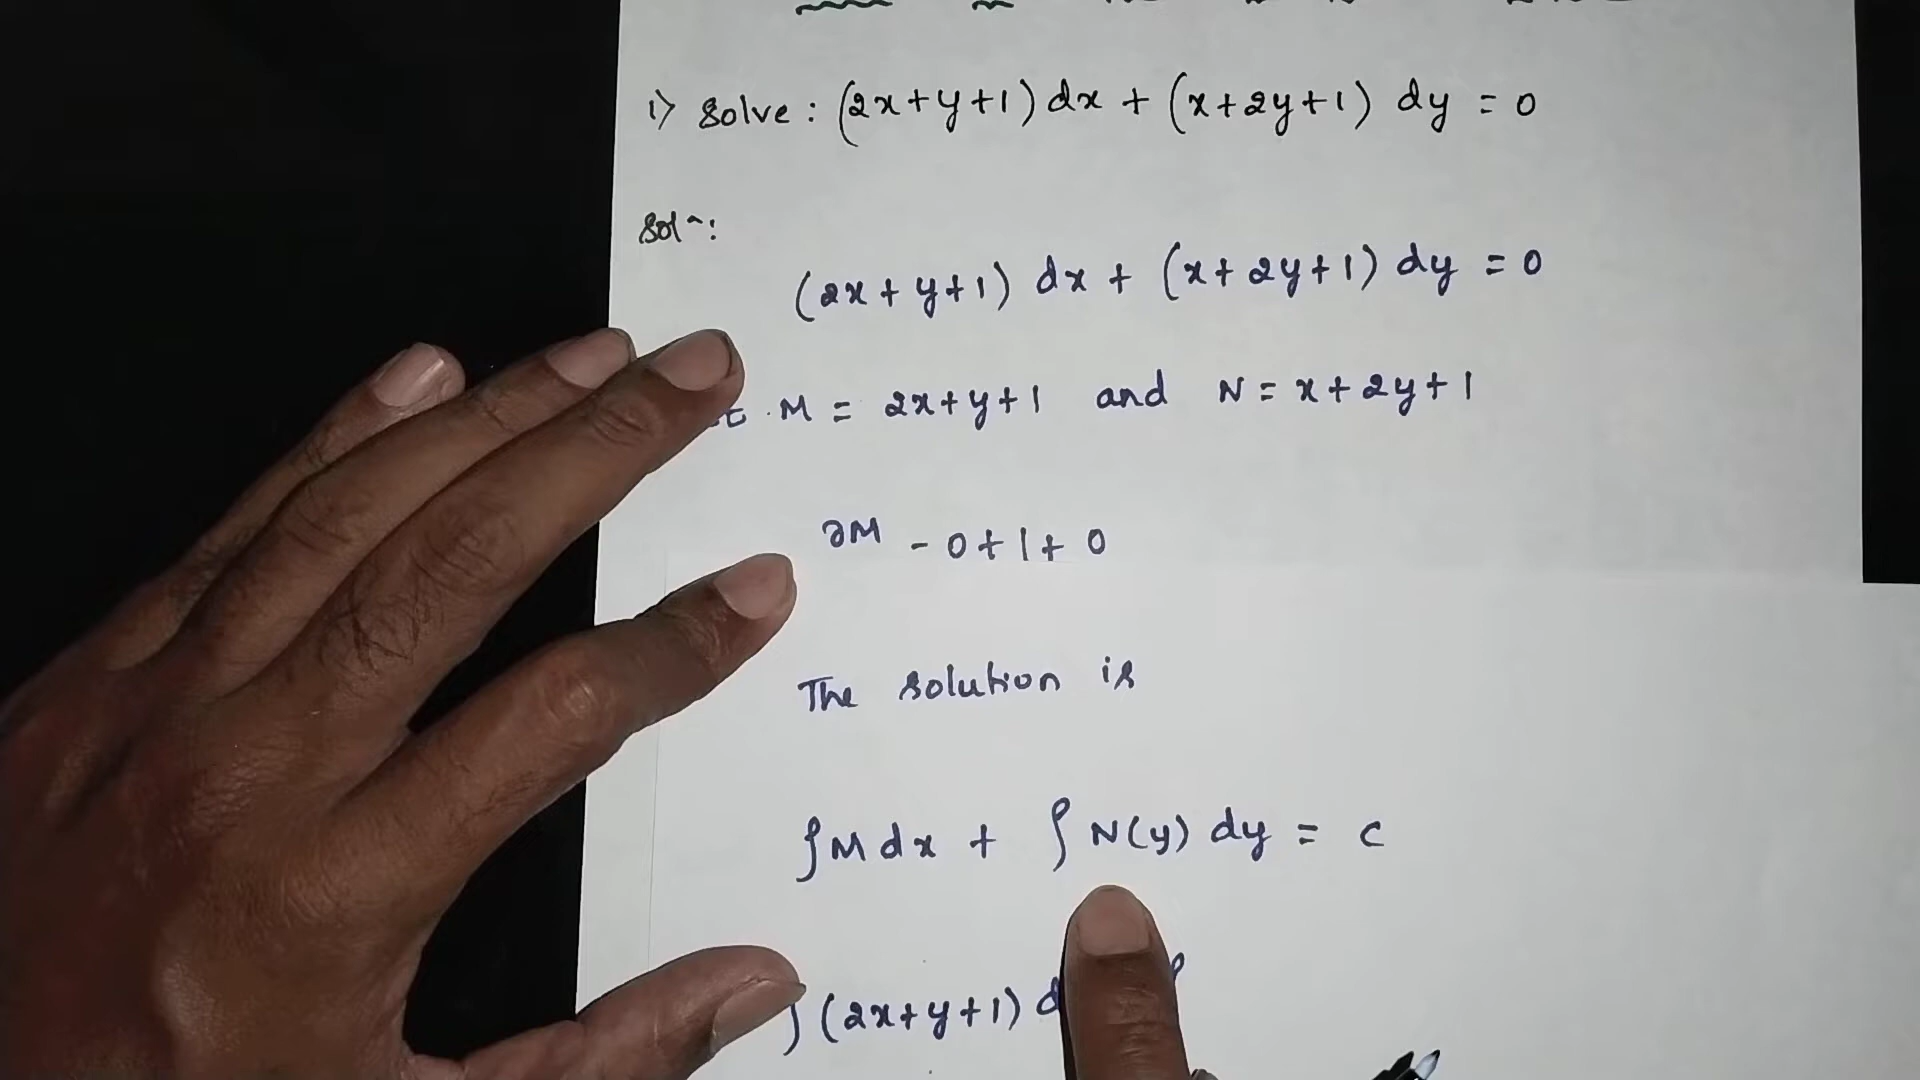 1) Solve : (2x+y+1) dx + (x+2y+1) dy = 0
Soln:
(2x+y+1) dx + (x+2y+1) dy = 0
M = 2x+y+1 and N = x+2y+1
∂M - 0+1+0
The solution is
∫M dx + ∫N(y) dy = c
∫(2x+y+1) d